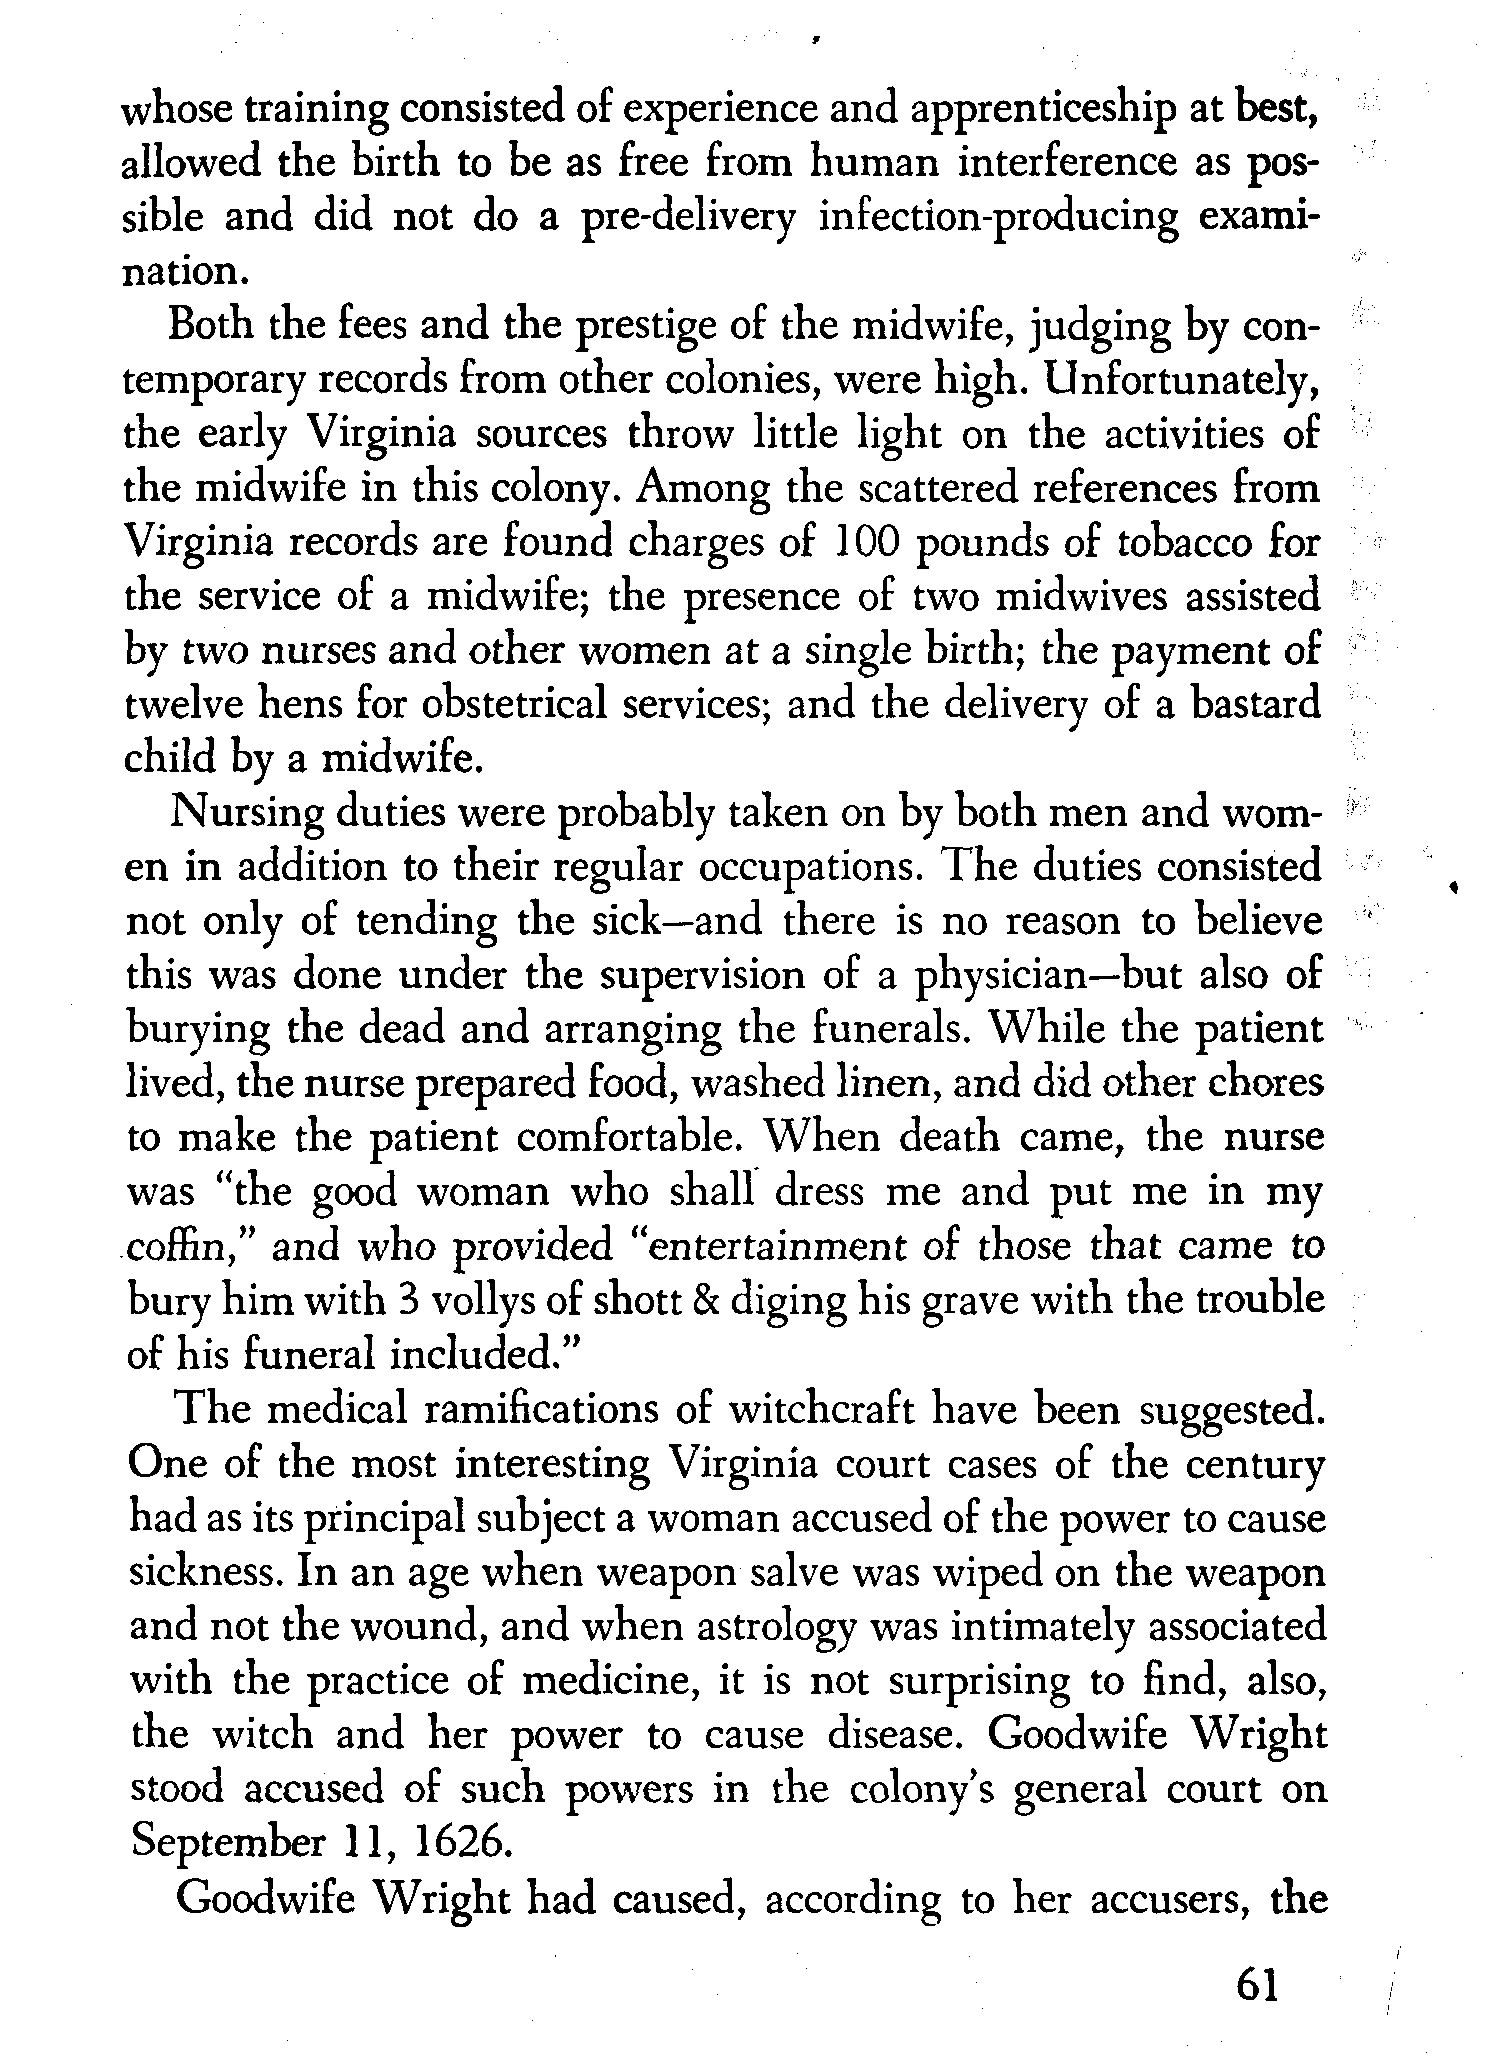 whose training consisted of experience and apprenticeship at best,
allowed the birth to be as free from human interference as pos-
sible and did not do a pre-delivery infection-producing exami-
nation.
Both the fees and the prestige of the midwife, judging by con-
temporary records from other colonies, were high. Unfortunately,
the early Virginia sources throw little light on the activities of
the midwife in this colony. Among the scattered references from
Virginia records are found charges of 100 pounds of tobacco for
the service of a midwife; the presence of two midwives assisted
by two nurses and other women at a single birth; the payment of
twelve hens for obstetrical services; and the delivery of a bastard
child by a midwife.
Nursing duties were probably taken on by both men and wom-
en in addition to their regular occupations. The duties consisted
not only of tending the sick—and there is no reason to believe
this was done under the supervision of a physician—but also of
burying the dead and arranging the funerals. While the patient
lived, the nurse prepared food, washed linen, and did other chores
to make the patient comfortable. When death came, the nurse
was “the good woman who shall dress me and put me in my
coffin,” and who provided “entertainment of those that came to
bury him with 3 vollys of shott & diging his grave with the trouble
of his funeral included.”
The medical ramifications of witchcraft have been suggested.
One of the most interesting Virginia court cases of the century
had as its principal subject a woman accused of the power to cause
sickness. In an age when weapon salve was wiped on the weapon
and not the wound, and when astrology was intimately associated
with the practice of medicine, it is not surprising to find, also,
the witch and her power to cause disease. Goodwife Wright
stood accused of such powers in the colony’s general court on
September 11, 1626.
Goodwife Wright had caused, according to her accusers, the
61